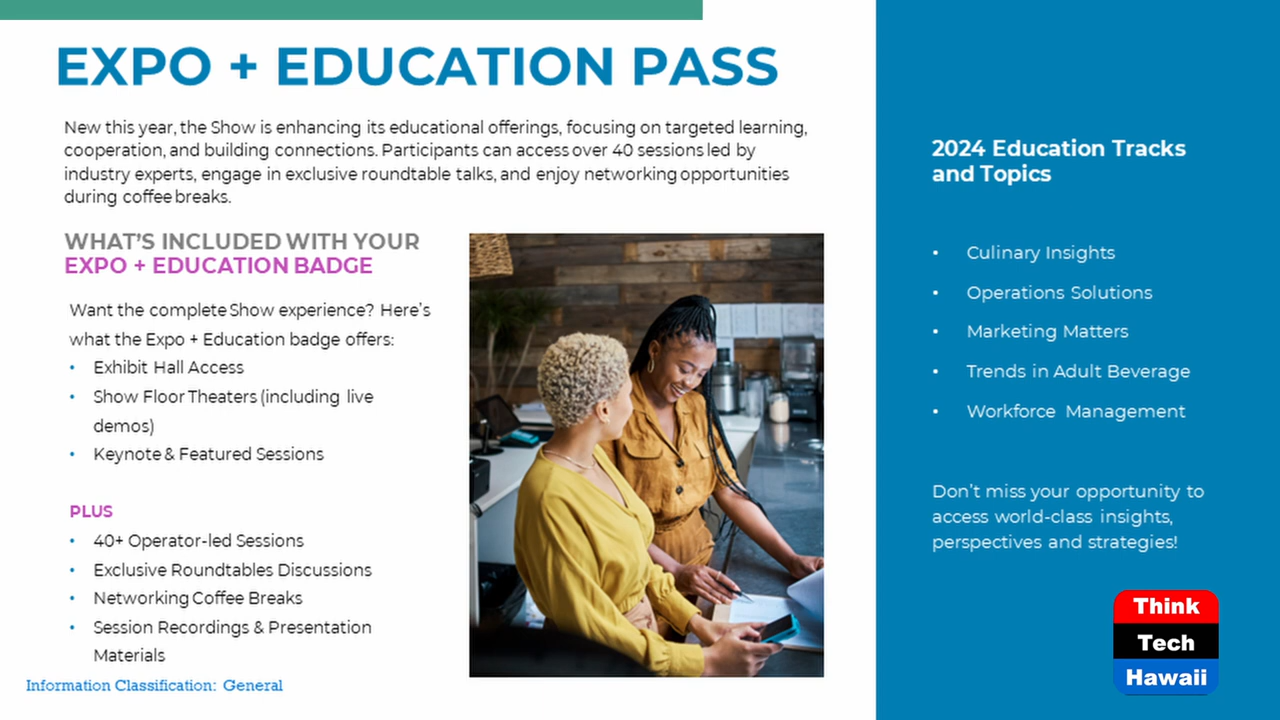 EXPO + EDUCATION PASS
New this year, the Show is enhancing its educational offerings, focusing on targeted learning,
cooperation, and building connections. Participants can access over 40 sessions led by
industry experts, engage in exclusive roundtable talks, and enjoy networking opportunities
during coffee breaks.
WHAT'S INCLUDED WITH YOUR
EXPO + EDUCATION BADGE
Want the complete Show experience? Here's
what the Expo + Education badge offers:
• Exhibit Hall Access
• Show Floor Theaters (including live
demos)
• Keynote & Featured Sessions
PLUS
• 40+ Operator-led Sessions
• Exclusive Roundtables Discussions
• Networking Coffee Breaks
• Session Recordings & Presentation
Materials
Information Classification: General
2024 Education Tracks
and Topics
• Culinary Insights
• Operations Solutions
• Marketing Matters
• Trends in Adult Beverage
• Workforce Management
Don't miss your opportunity to
access world-class insights,
perspectives and strategies!
Think
Tech
Hawaii